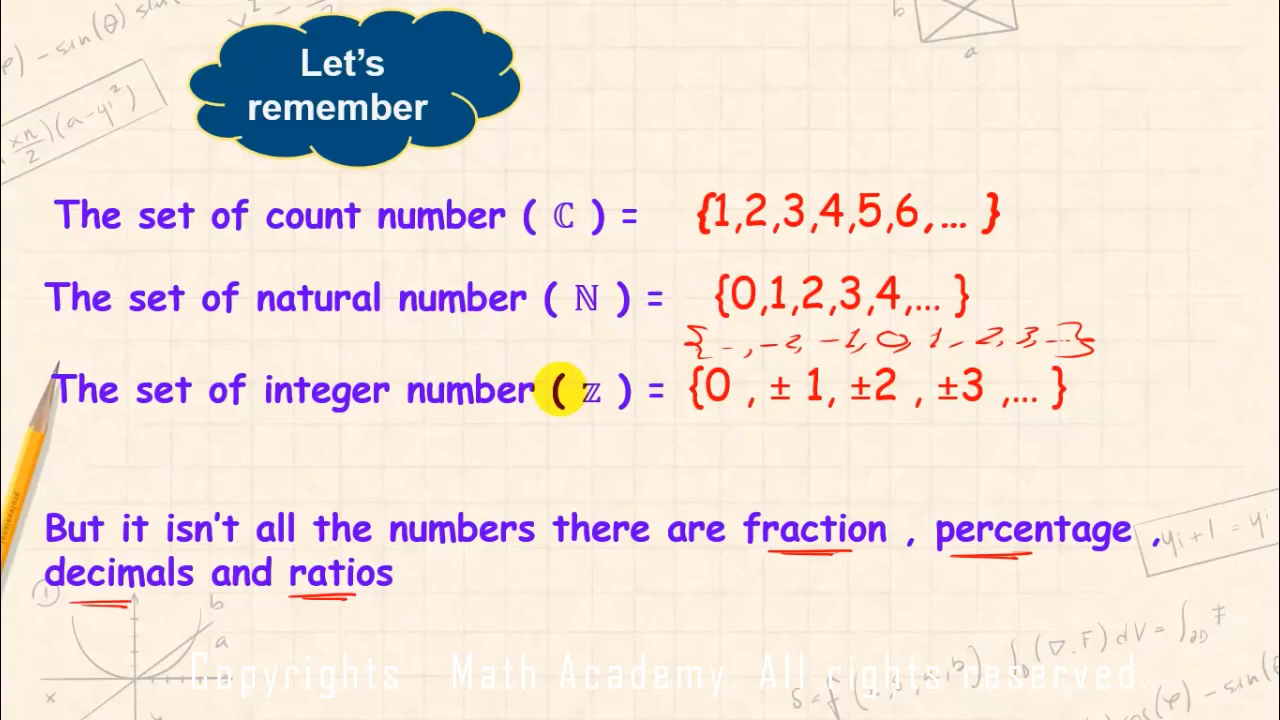 Let's
remember
The set of count number ( ℂ ) = {1,2,3,4,5,6,... }
The set of natural number ( ℕ ) = {0,1,2,3,4,... }
{--,-2, -1, 0, 1, 2, 3, --}
The set of integer number ( ℤ ) = {0 , ± 1, ±2 , ±3 ,... }
But it isn't all the numbers there are fraction , percentage ,
decimals and ratios
Copyrights Math Academy. All rights reserved.